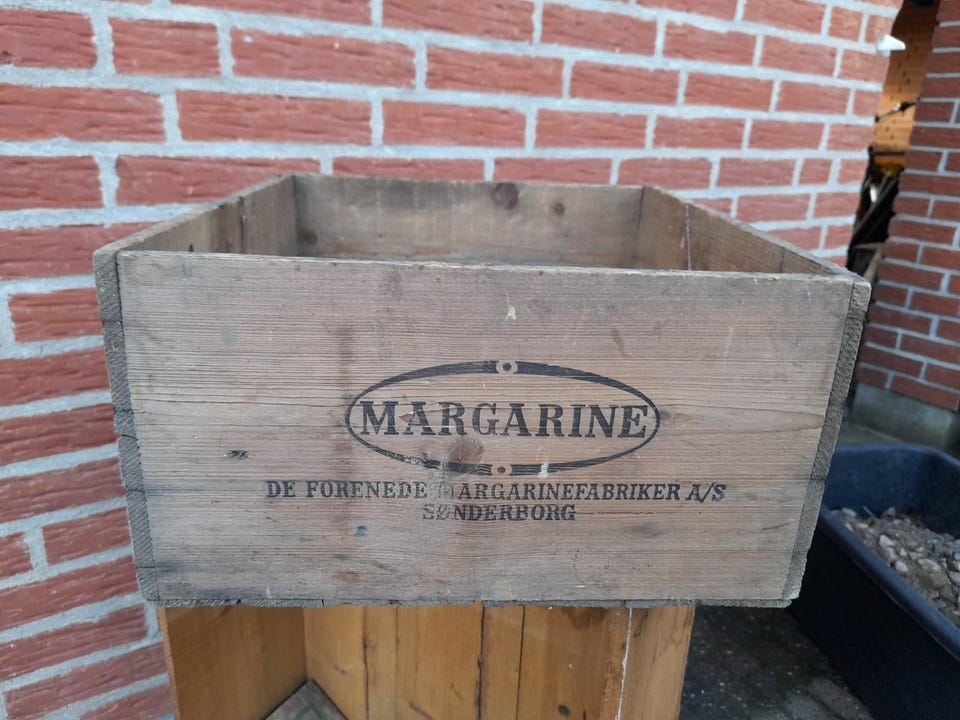 MARGARINE
DE FORENEDE MARGARINEFABRIKER A/S
SØNDERBORG